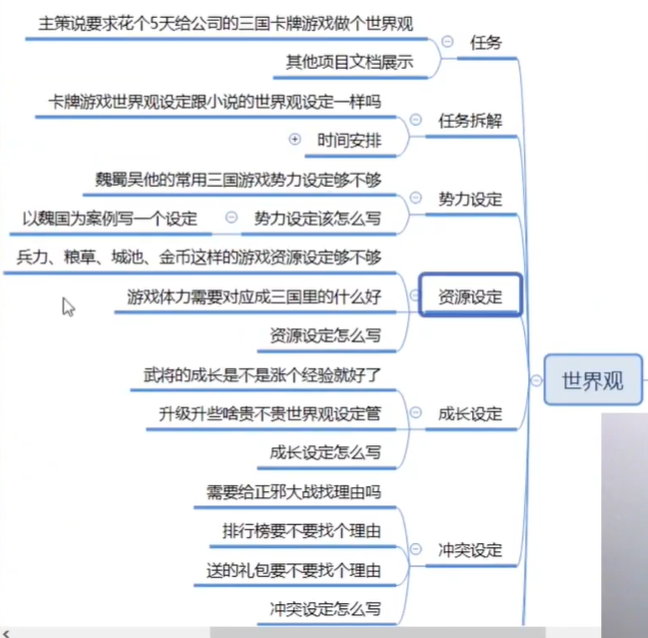 主策说要求花个5天给公司的三国卡牌游戏做个世界观
其他项目文档展示
任务
卡牌游戏世界观设定跟小说的世界观设定一样吗
时间安排
任务拆解
魏蜀吴他的常用三国游戏势力设定够不够
以魏国为案例写一个设定
势力设定该怎么写
势力设定
兵力、粮草、城池、金币这样的游戏资源设定够不够
游戏体力需要对应成三国里的什么好
资源设定怎么写
资源设定
武将的成长是不是涨个经验就好了
升级升些啥贵不贵世界观设定管
成长设定怎么写
成长设定
需要给正邪大战找理由吗
排行榜要不要找个理由
送的礼包要不要找个理由
冲突设定怎么写
冲突设定
世界观